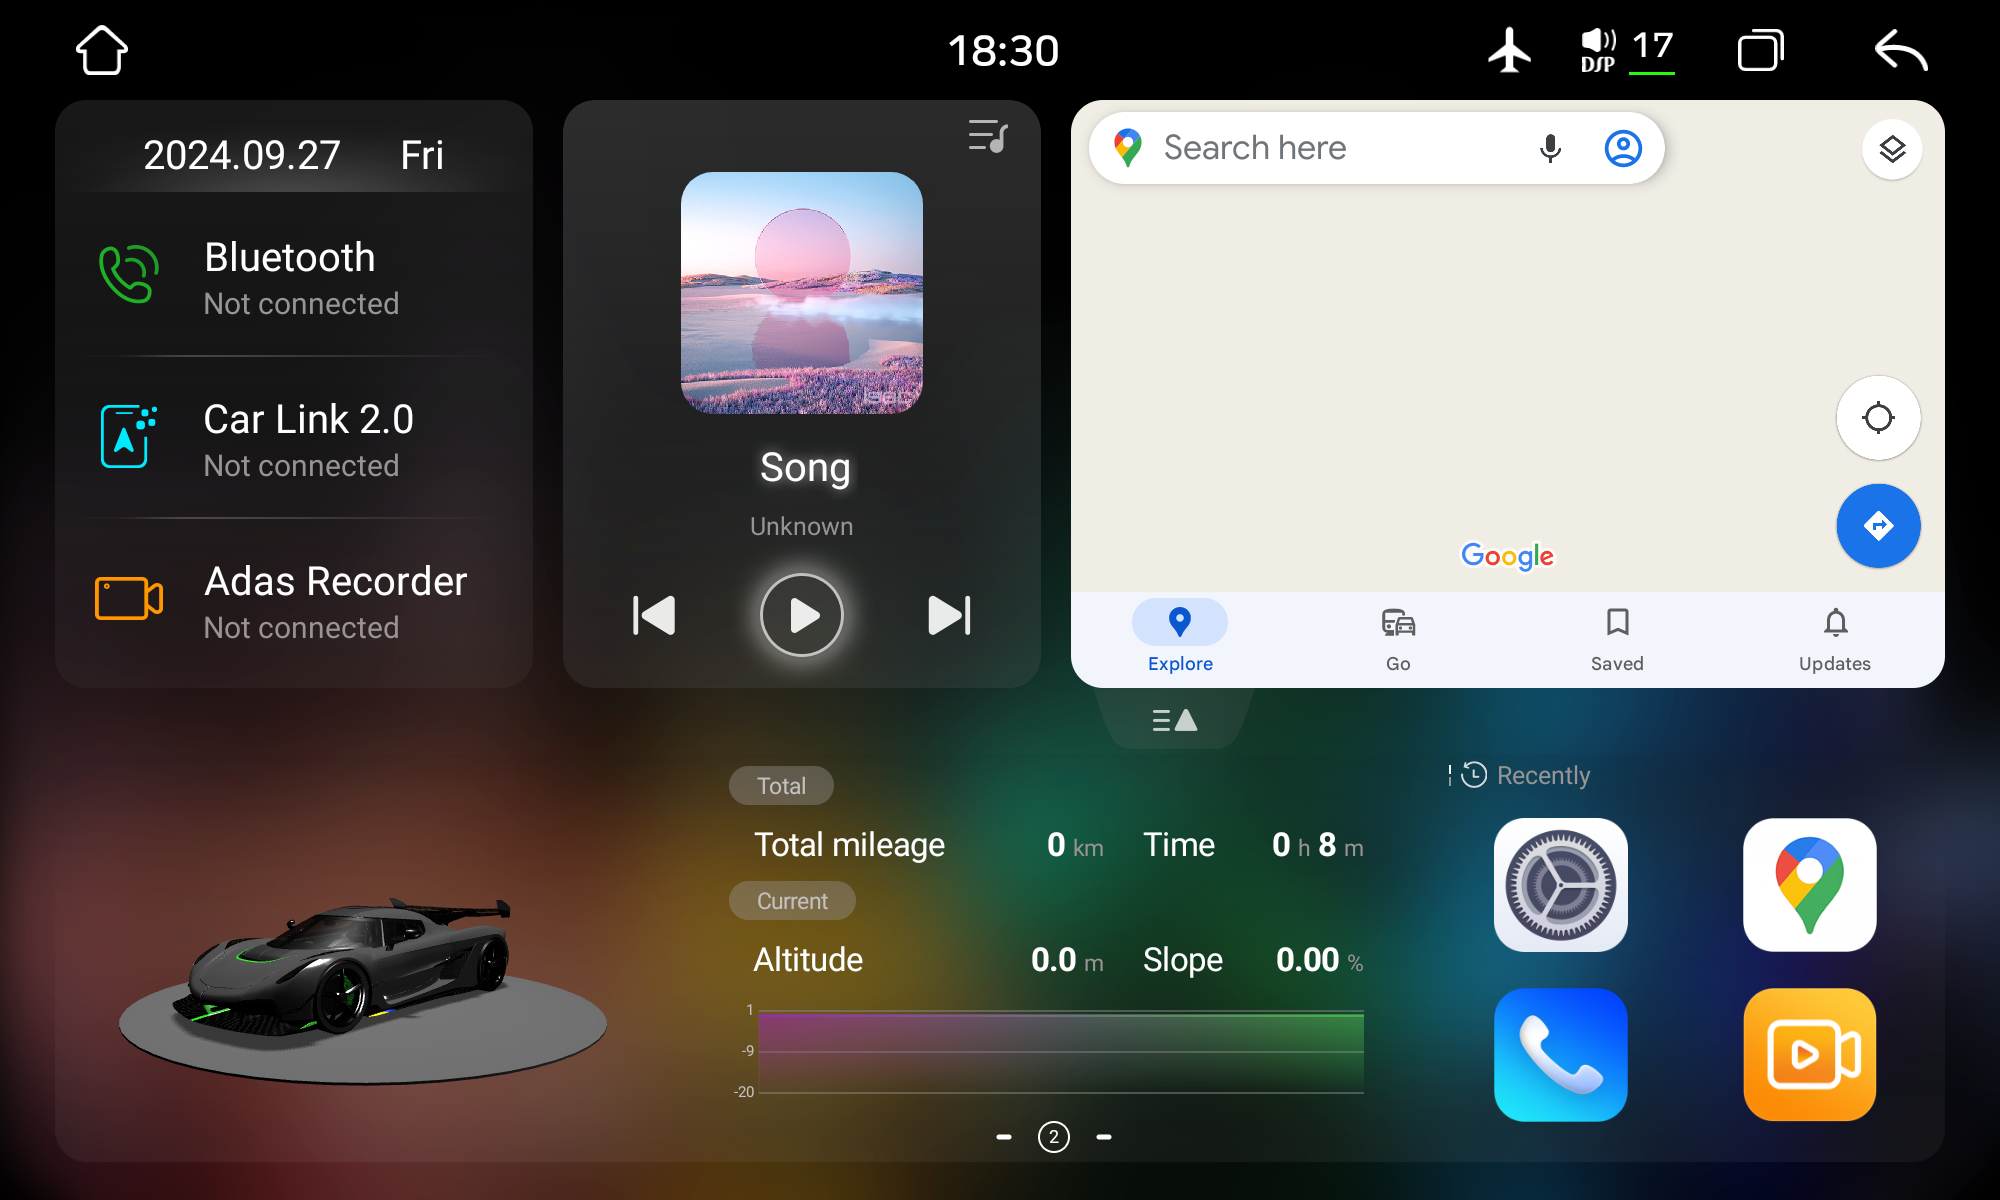 18:30
DSP 17
2024.09.27 Fri
Bluetooth
Not connected
Car Link 2.0
Not connected
Adas Recorder
Not connected
Song
Unknown
Search here
Google
Explore
Go
Saved
Updates
Total
Total mileage 0 km Time 0 h 8 m
Current
Altitude 0.0 m Slope 0.00 %
1
-9
-20
2
Recently